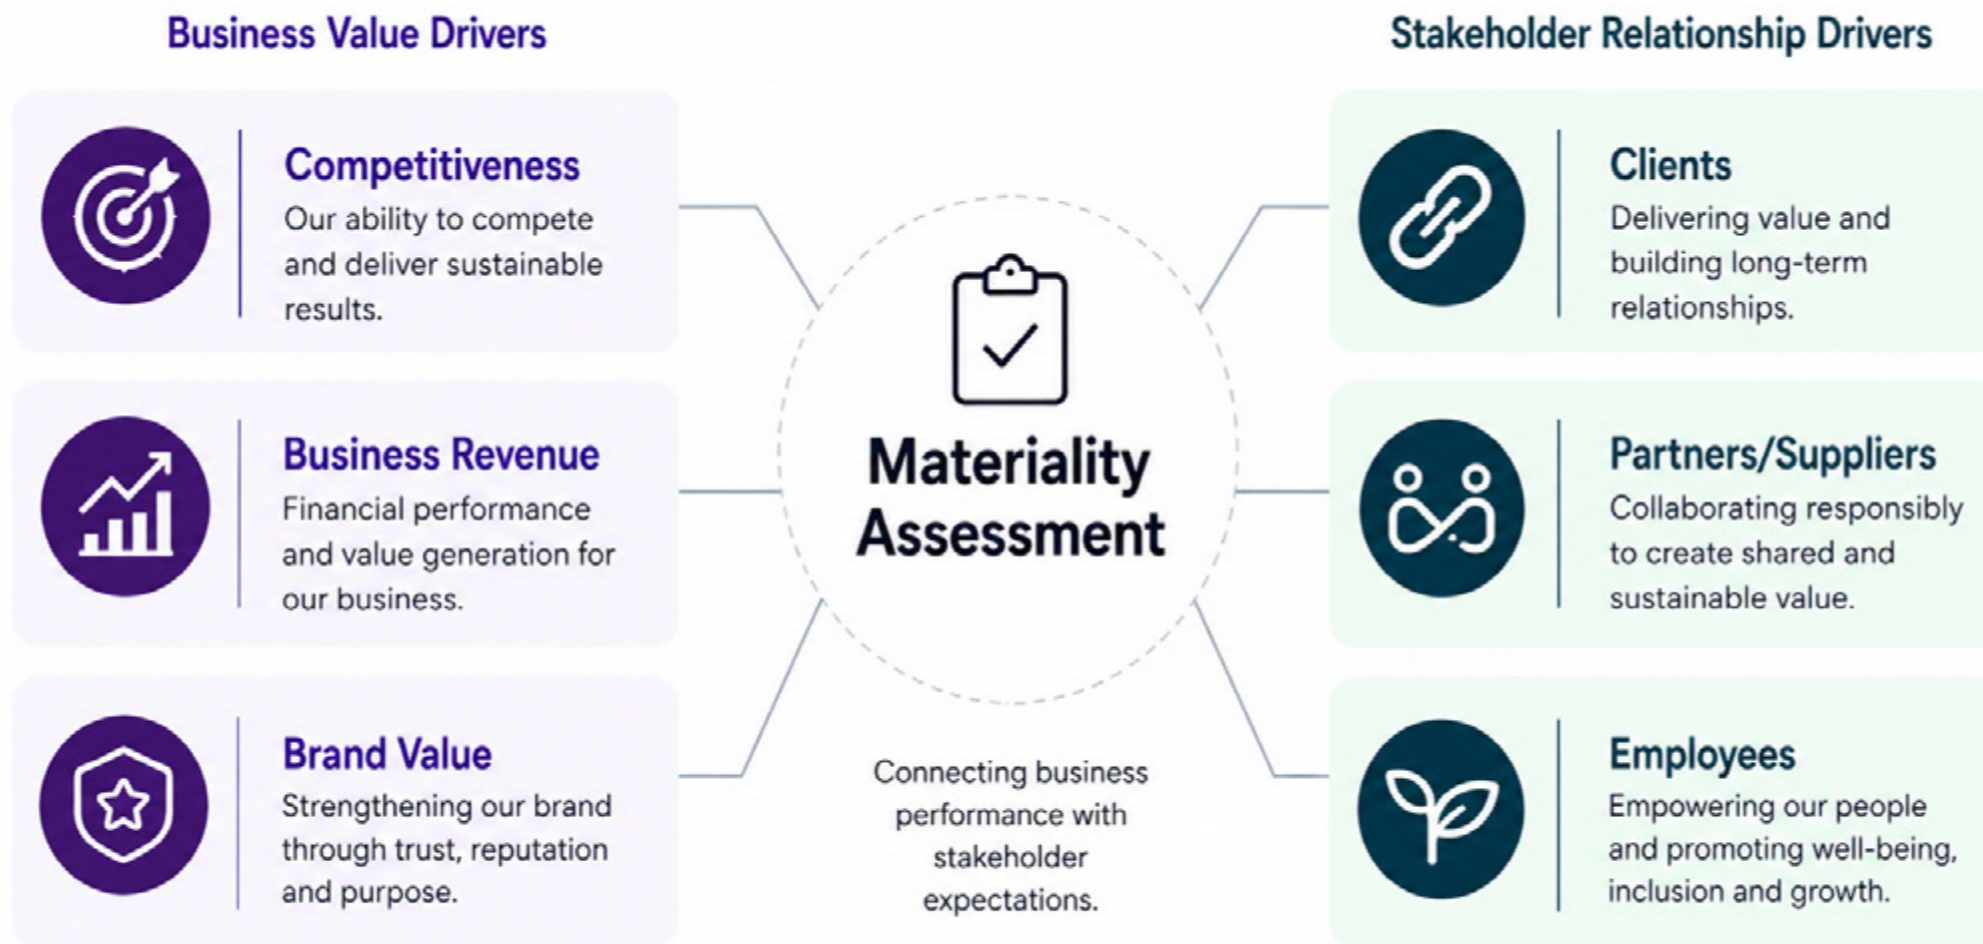 Business Value Drivers
Competitiveness
Our ability to compete
and deliver sustainable
results.
Business Revenue
Financial performance
and value generation for
our business.
Brand Value
Strengthening our brand
through trust, reputation
and purpose.
Materiality
Assessment
Connecting business
performance with
stakeholder
expectations.
Stakeholder Relationship Drivers
Clients
Delivering value and
building long-term
relationships.
Partners/Suppliers
Collaborating responsibly
to create shared and
sustainable value.
Employees
Empowering our people
and promoting well-being,
inclusion and growth.